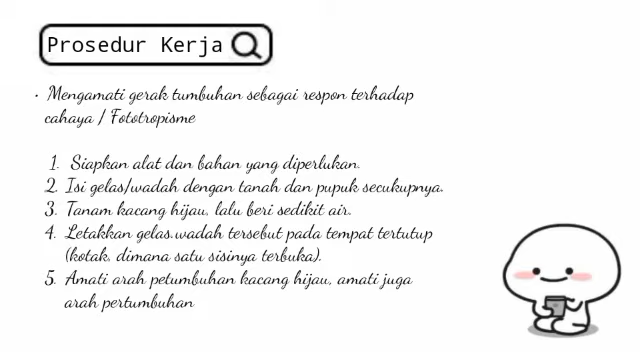 Prosedur Kerja
• Mengamati gerak tumbuhan sebagai respon terhadap
cahaya / Fototropisme
1. Siapkan alat dan bahan yang diperlukan.
2. Isi gelas/wadah dengan tanah dan pupuk secukupnya.
3. Tanam kacang hijau, lalu beri sedikit air.
4. Letakkan gelas.wadah tersebut pada tempat tertutup
(kotak, dimana satu sisinya terbuka).
5. Amati arah petumbuhan kacang hijau, amati juga
arah pertumbuhan